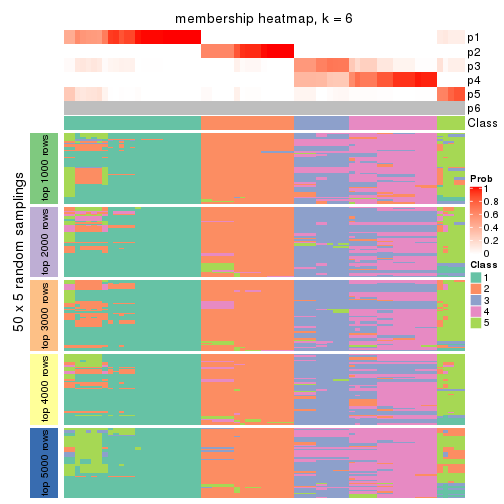 membership heatmap, k = 6
p1
p2
p3
p4
p5
p6
Class
50 x 5 random samplings
top 1000 rows
top 2000 rows
top 3000 rows
top 4000 rows
top 5000 rows
Prob
1
0.8
0.6
0.4
0.2
0
Class
1
2
3
4
5